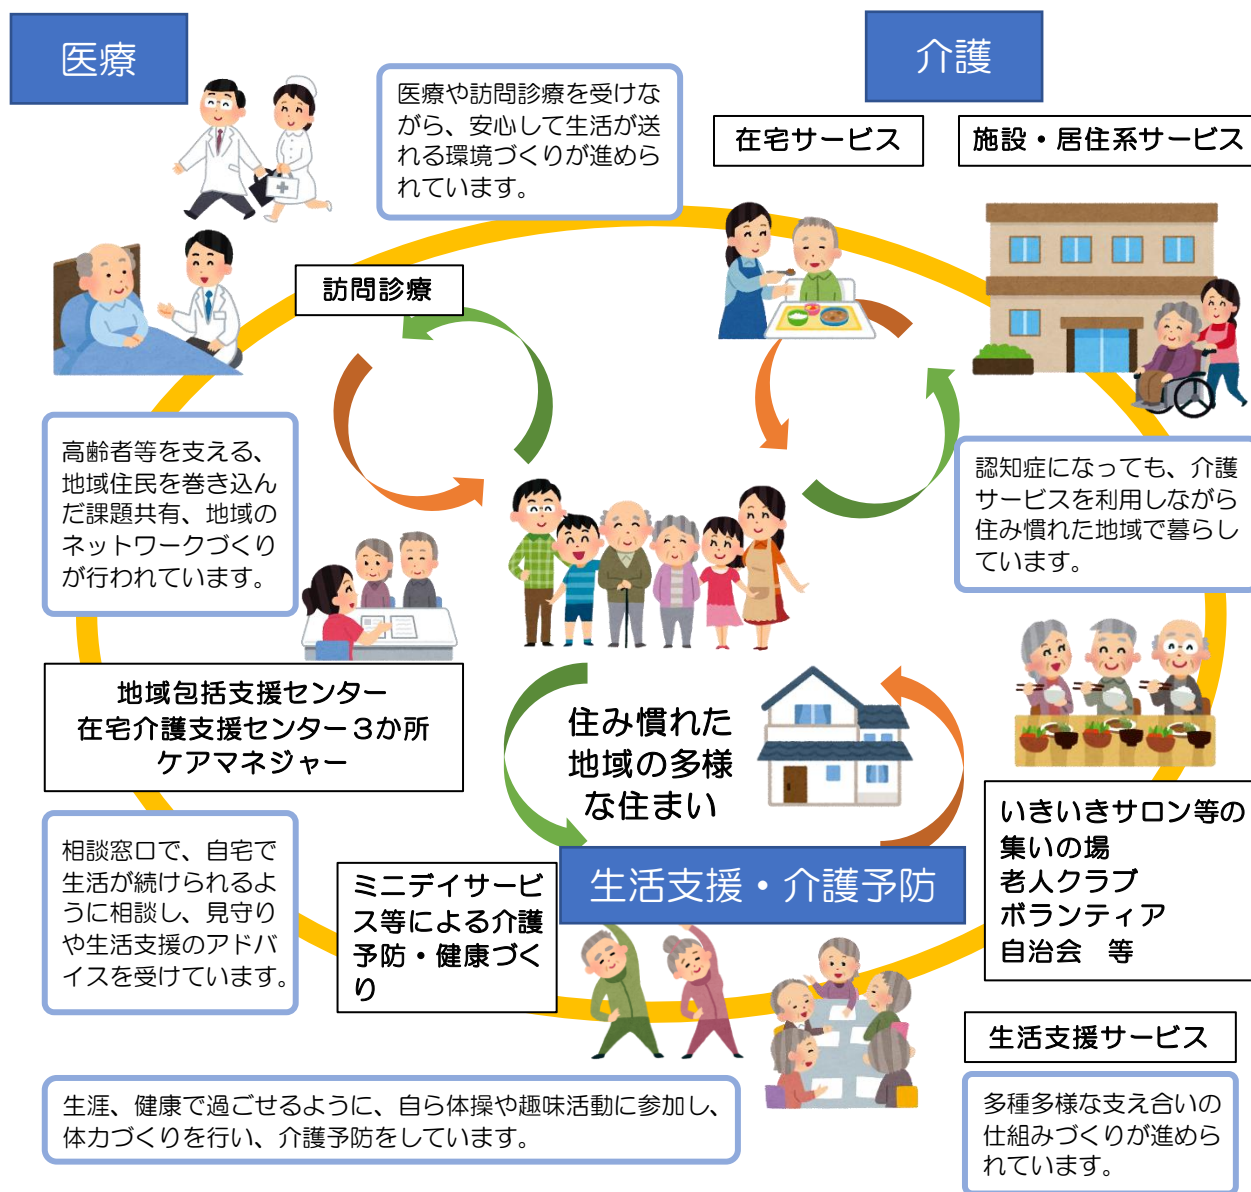 医療
介護
医療や訪問診療を受けな
がら、安心して生活が送
れる環境づくりが進めら
れています。
在宅サービス
施設・居住系サービス
訪問診療
高齢者等を支える、
地域住民を巻き込ん
だ課題共有、地域の
ネットワークづくり
が行われています。
認知症になっても、介護
サービスを利用しながら
住み慣れた地域で暮らし
ています。
地域包括支援センター
在宅介護支援センター３か所
ケアマネジャー
住み慣れた
地域の多様
な住まい
いきいきサロン等の
集いの場
老人クラブ
ボランティア
自治会　等
相談窓口で、自宅で
生活が続けられるよ
うに相談し、見守り
や生活支援のアドバ
イスを受けています。
ミニデイサービ
ス等による介護
予防・健康づく
り
生活支援・介護予防
生活支援サービス
生涯、健康で過ごせるように、自ら体操や趣味活動に参加し、
体力づくりを行い、介護予防をしています。
多種多様な支え合いの
仕組みづくりが進めら
れています。